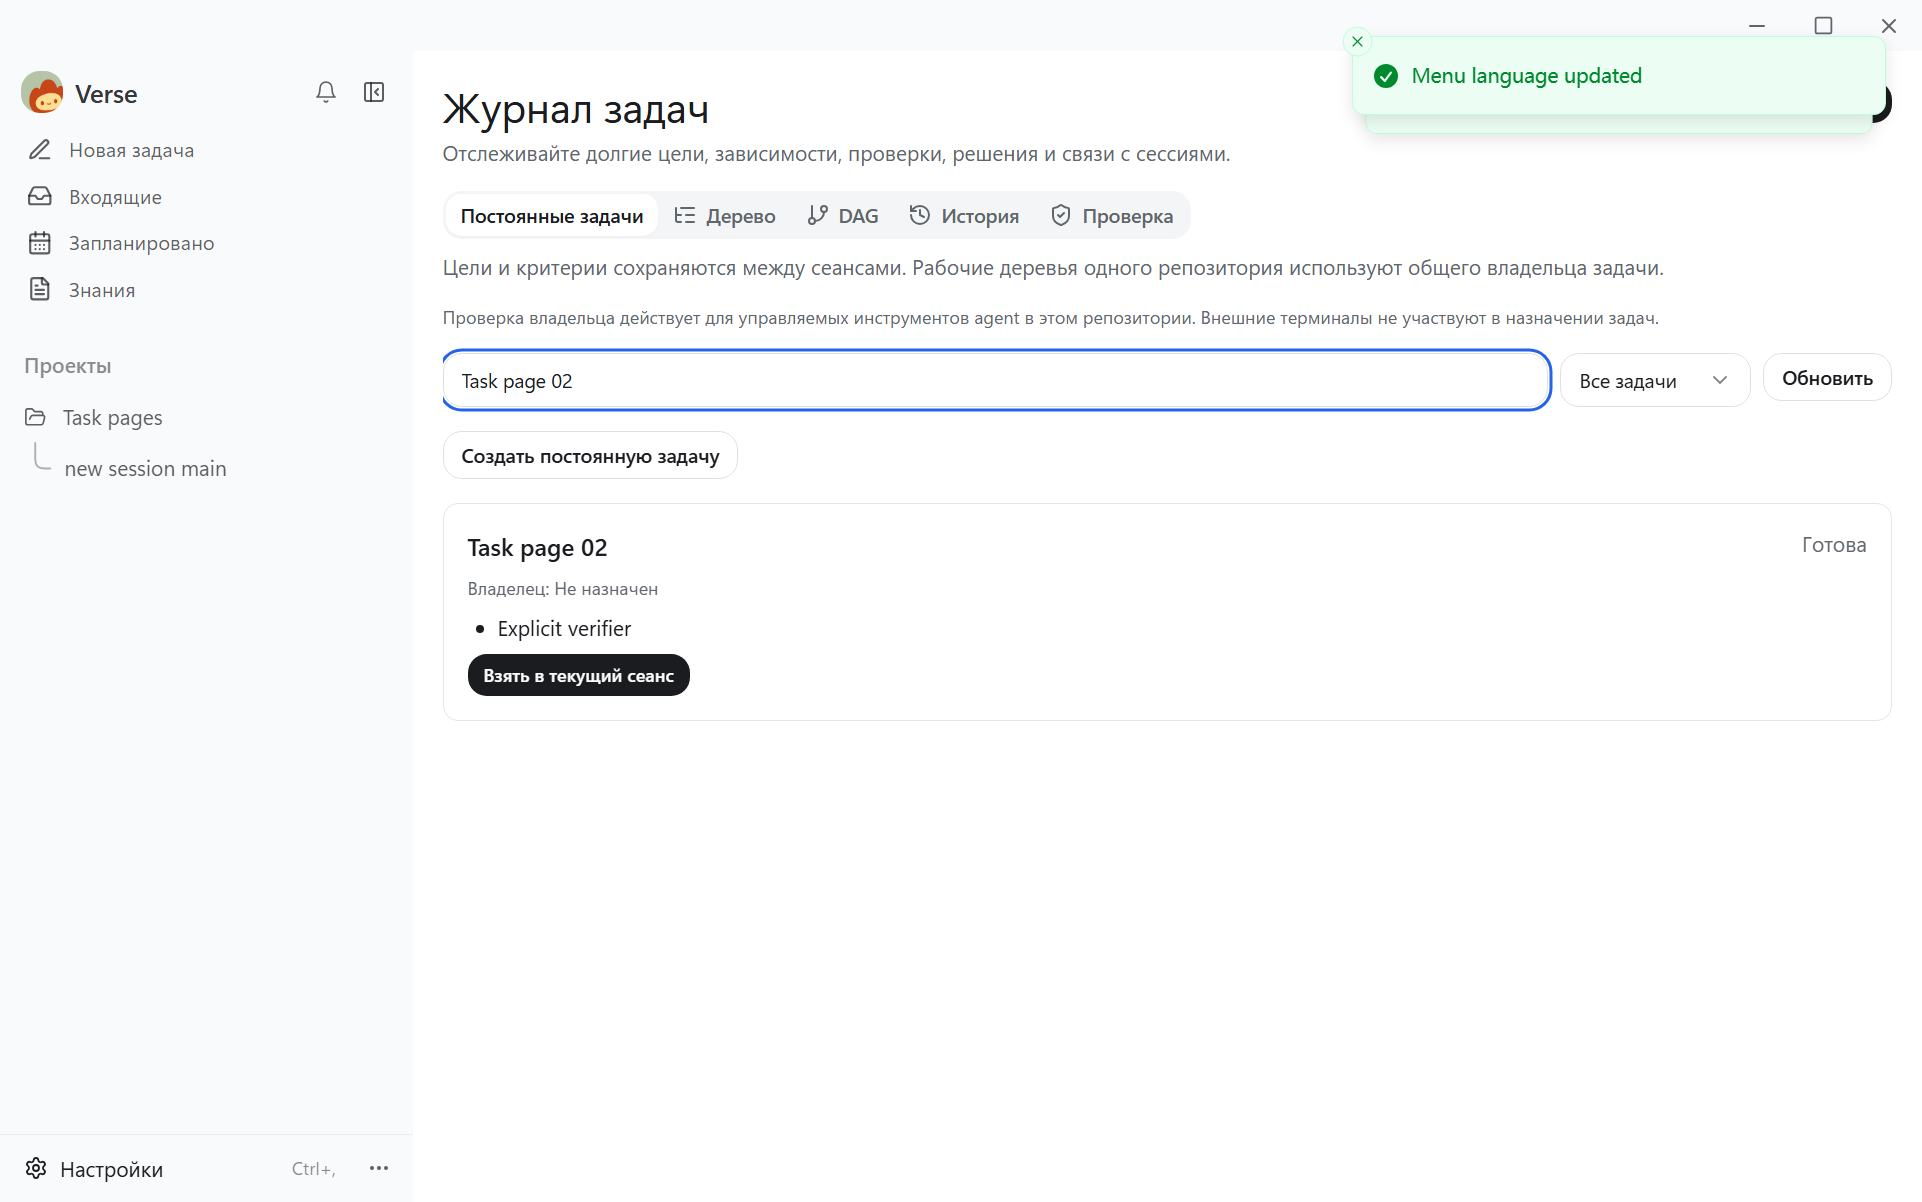 Verse
Новая задача
Входящие
Запланировано
Знания
Проекты
Task pages
new session main
Настройки
Ctrl+,
Menu language updated
Журнал задач
Отслеживайте долгие цели, зависимости, проверки, решения и связи с сессиями.
Постоянные задачи
Дерево
DAG
История
Проверка
Цели и критерии сохраняются между сеансами. Рабочие деревья одного репозитория используют общего владельца задачи.
Проверка владельца действует для управляемых инструментов agent в этом репозитории. Внешние терминалы не участвуют в назначении задач.
Task page 02
Все задачи
Обновить
Создать постоянную задачу
Task page 02
Готова
Владелец: Не назначен
Explicit verifier
Взять в текущий сеанс